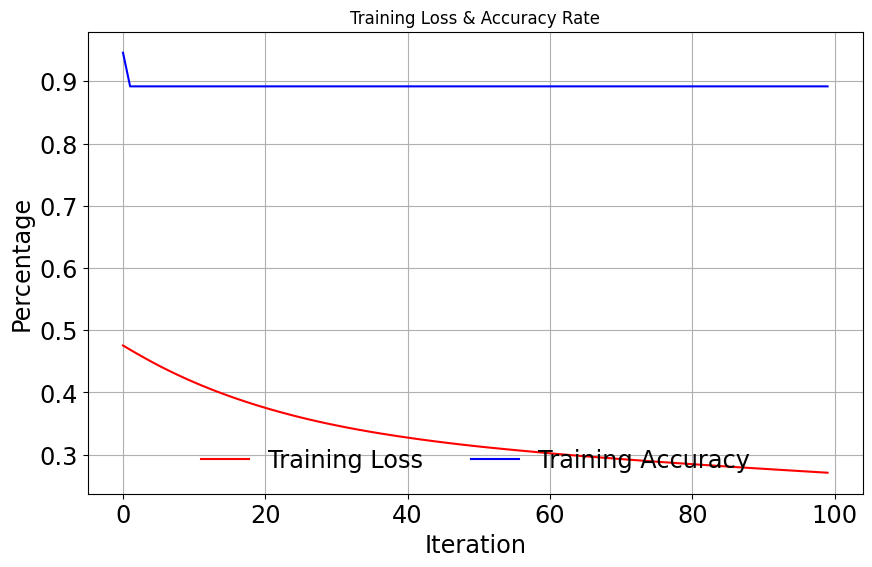 Training Loss & Accuracy Rate
Percentage
0.9
0.8
0.7
0.6
0.5
0.4
0.3
Training Loss Training Accuracy
0 20 40 60 80 100
Iteration